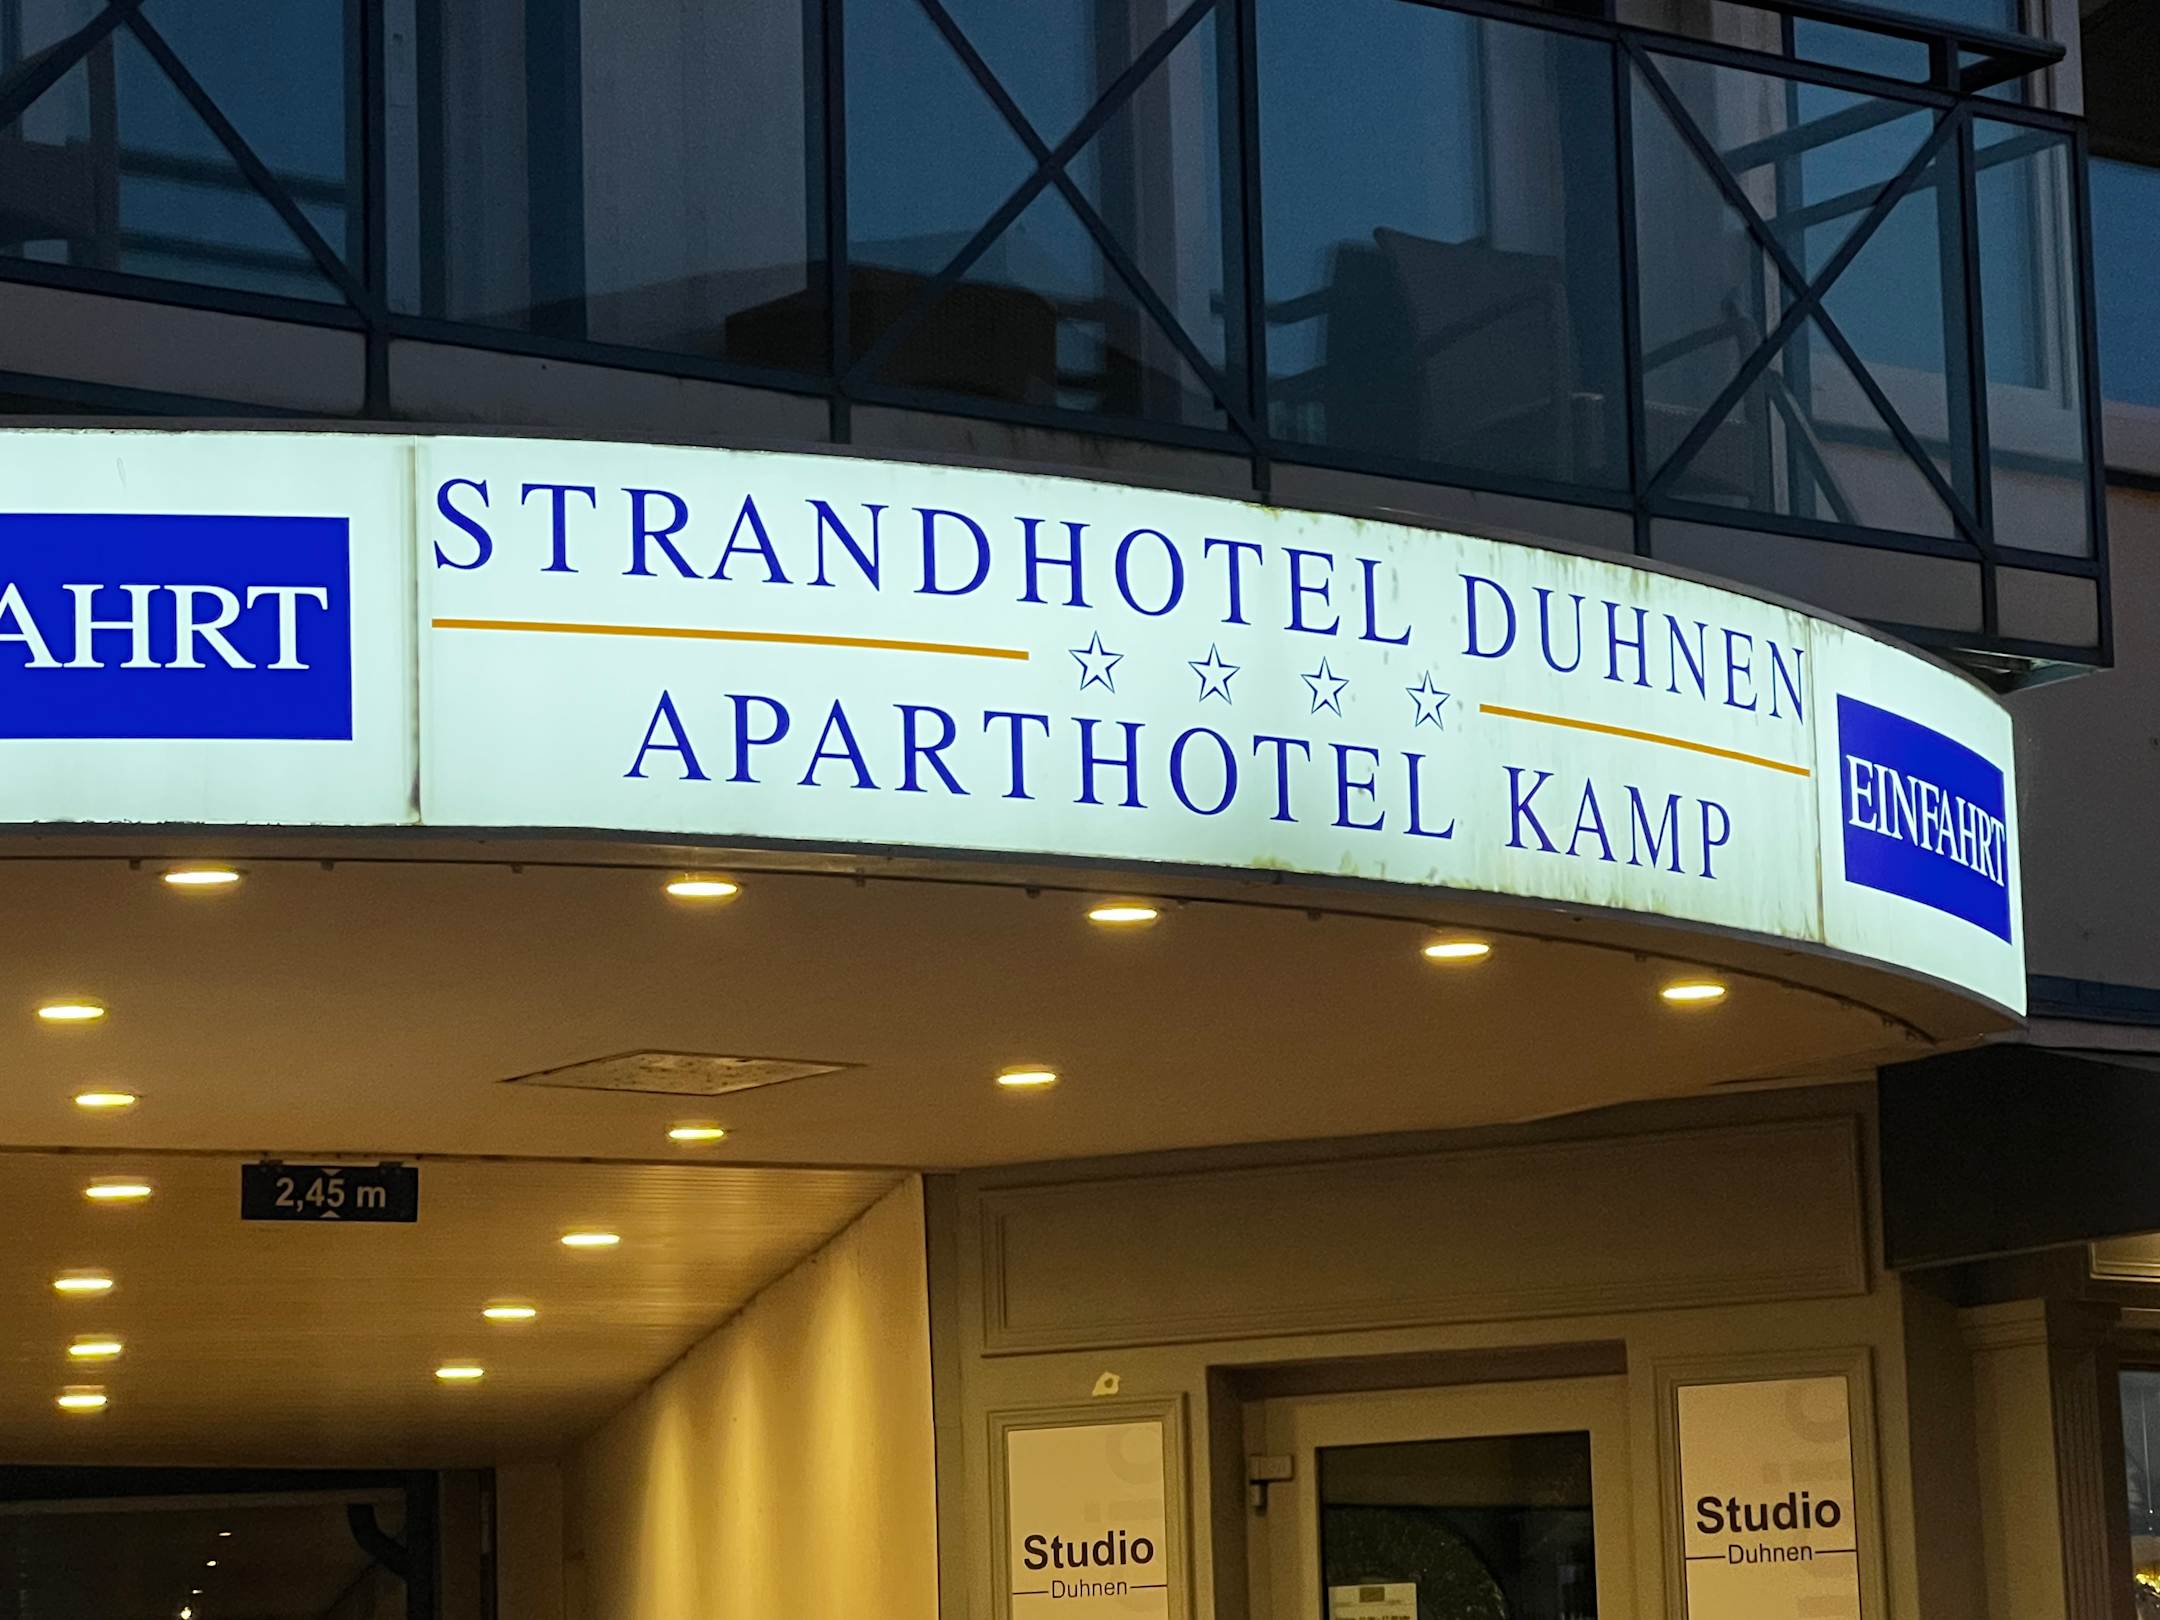 AHRT
STRANDHOTEL DUHNEN
APARTHOTEL KAMP
EINFAHRT
2,45 m
Studio
Duhnen
Studio
Duhnen